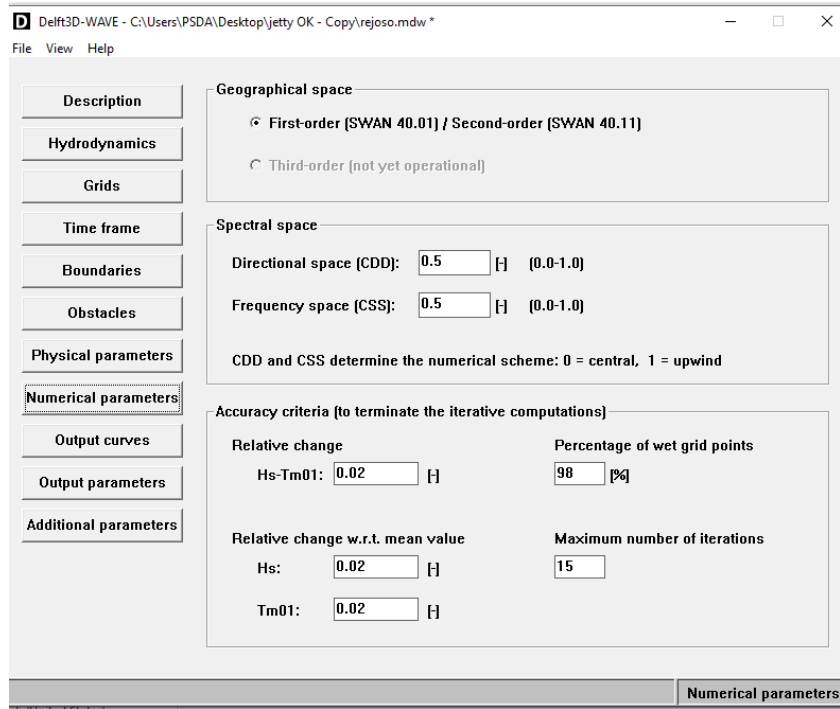 D Delft3D-WAVE - C:\Users\PSDA\Desktop\jetty OK - Copy\rejoso.mdw *
File View Help
Description
Hydrodynamics
Grids
Time frame
Boundaries
Obstacles
Physical parameters
Numerical parameters
Output curves
Output parameters
Additional parameters
Geographical space
First-order (SWAN 40.01) / Second-order (SWAN 40.11)
Third-order (not yet operational)
Spectral space
Directional space (CDD): 0.5 [-] (0.0-1.0)
Frequency space (CSS): 0.5 [-] (0.0-1.0)
CDD and CSS determine the numerical scheme: 0 = central, 1 = upwind
Accuracy criteria (to terminate the iterative computations)
Relative change Percentage of wet grid points
Hs-Tm01: 0.02 [-] 98 [%]
Relative change w.r.t. mean value Maximum number of iterations
Hs: 0.02 [-] 15
Tm01: 0.02 [-]
Numerical parameters